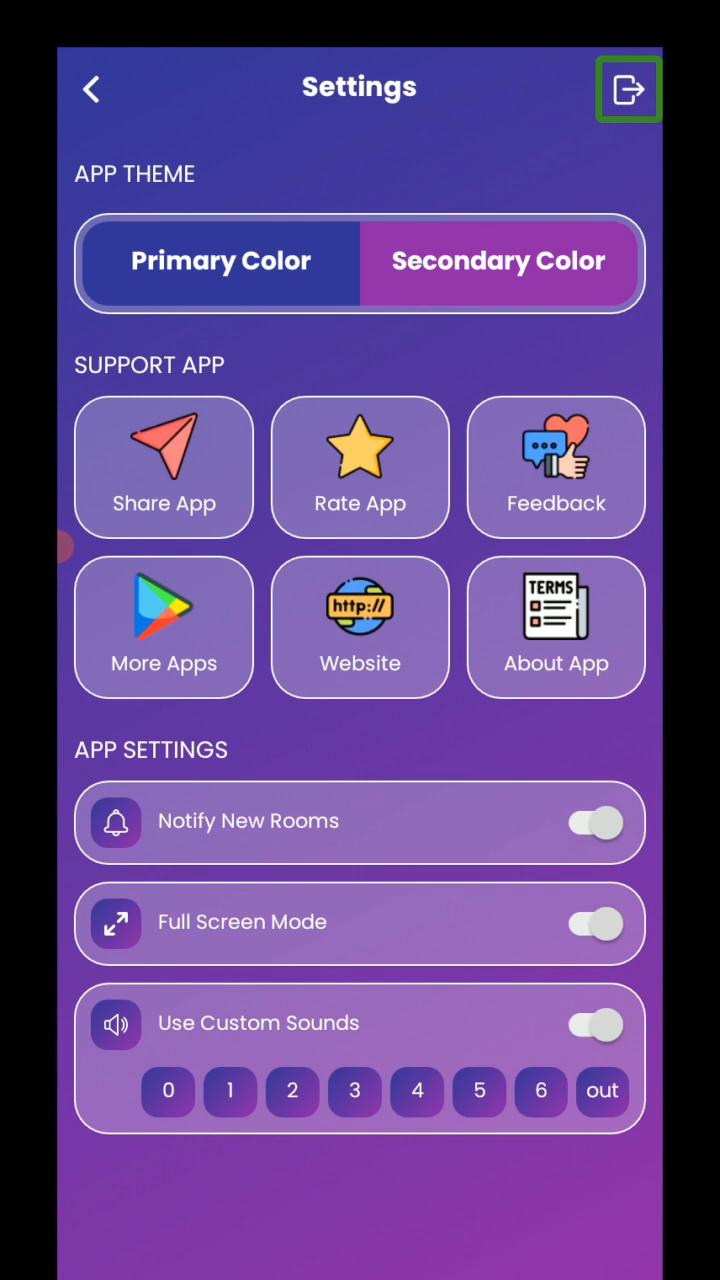 Settings
APP THEME
Primary Color Secondary Color
SUPPORT APP
Share App Rate App Feedback
http:// TERMS
More Apps Website About App
APP SETTINGS
Notify New Rooms
Full Screen Mode
Use Custom Sounds
0 1 2 3 4 5 6 out